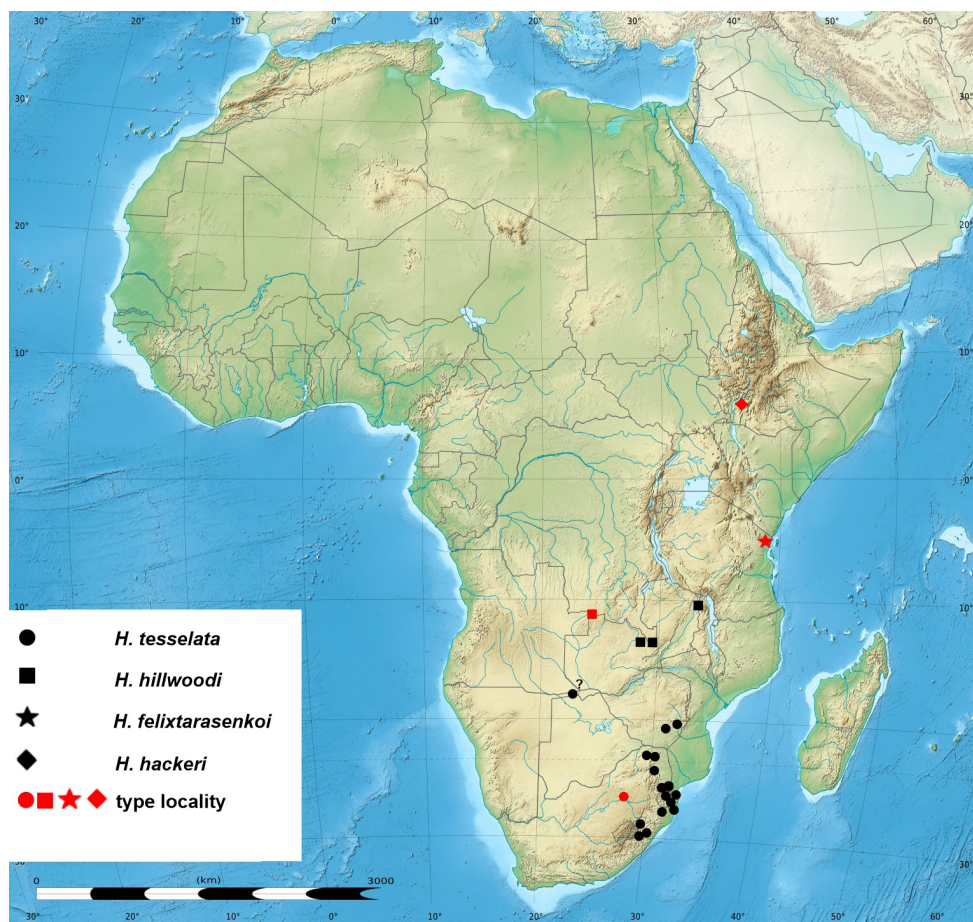 20° 10° 0° 10° 20° 30° 40° 50°
30° 30°
20° 20°
10° 10°
0° 0°
10° 10°
?
H. tesselata
H. hillwoodi
H. felixtarasenkoi
H. hackeri
type locality
20°
30° 30°
0 (km) 3000
30° 20° 10° 0° 10° 20° 30° 40° 50° 60°